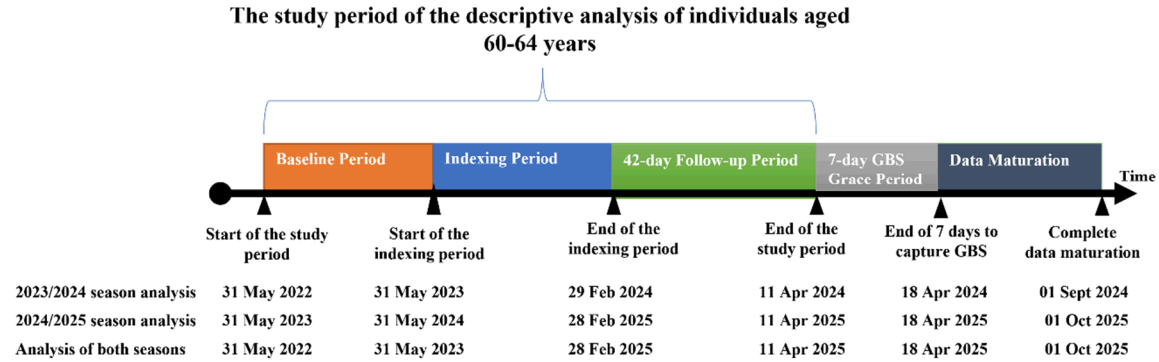 The study period of the descriptive analysis of individuals aged
60-64 years
Baseline Period
Indexing Period
42-day Follow-up Period
7-day GBS
Grace Period
Data Maturation
Time
Start of the study
period
Start of the
indexing period
End of the
indexing period
End of the
study period
End of 7 days to
capture GBS
Complete
data maturation
2023/2024 season analysis 31 May 2022 31 May 2023 29 Feb 2024 11 Apr 2024 18 Apr 2024 01 Sept 2024
2024/2025 season analysis 31 May 2023 31 May 2024 28 Feb 2025 11 Apr 2025 18 Apr 2025 01 Oct 2025
Analysis of both seasons 31 May 2022 31 May 2023 28 Feb 2025 11 Apr 2025 18 Apr 2025 01 Oct 2025